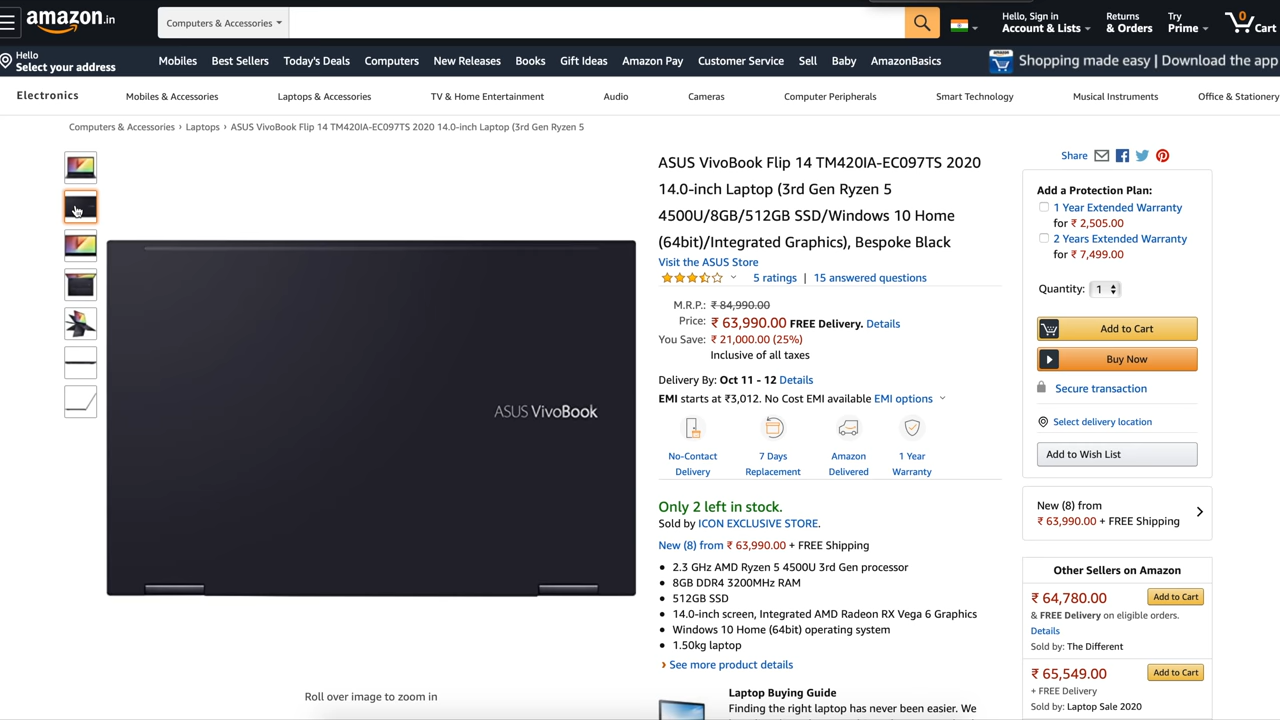 amazon.in
Computers & Accessories
Hello, Sign in
Account & Lists
Returns
& Orders
Try
Prime
0
Cart
Hello
Select your address
Mobiles
Best Sellers
Today's Deals
Computers
New Releases
Books
Gift Ideas
Amazon Pay
Customer Service
Sell
Baby
AmazonBasics
Shopping made easy | Download the app
Electronics
Mobiles & Accessories
Laptops & Accessories
TV & Home Entertainment
Audio
Cameras
Computer Peripherals
Smart Technology
Musical Instruments
Office & Stationery
Computers & Accessories › Laptops › ASUS VivoBook Flip 14 TM420IA-EC097TS 2020 14.0-inch Laptop (3rd Gen Ryzen 5
ASUS VivoBook
Roll over image to zoom in
ASUS VivoBook Flip 14 TM420IA-EC097TS 2020
14.0-inch Laptop (3rd Gen Ryzen 5
4500U/8GB/512GB SSD/Windows 10 Home
(64bit)/Integrated Graphics), Bespoke Black
Visit the ASUS Store
5 ratings | 15 answered questions
M.R.P.: ₹ 84,990.00
Price: ₹ 63,990.00 FREE Delivery. Details
You Save: ₹ 21,000.00 (25%)
Inclusive of all taxes
Delivery By: Oct 11 - 12 Details
EMI starts at ₹3,012. No Cost EMI available EMI options
No-Contact
Delivery
7 Days
Replacement
Amazon
Delivered
1 Year
Warranty
Only 2 left in stock.
Sold by ICON EXCLUSIVE STORE.
New (8) from ₹ 63,990.00 + FREE Shipping
• 2.3 GHz AMD Ryzen 5 4500U 3rd Gen processor
• 8GB DDR4 3200MHz RAM
• 512GB SSD
• 14.0-inch screen, Integrated AMD Radeon RX Vega 6 Graphics
• Windows 10 Home (64bit) operating system
• 1.50kg laptop
› See more product details
Laptop Buying Guide
Finding the right laptop has never been easier. We
Share
Add a Protection Plan:
1 Year Extended Warranty
for ₹ 2,505.00
2 Years Extended Warranty
for ₹ 7,499.00
Quantity: 1
Add to Cart
Buy Now
Secure transaction
Select delivery location
Add to Wish List
New (8) from
₹ 63,990.00 + FREE Shipping
Other Sellers on Amazon
₹ 64,780.00
Add to Cart
& FREE Delivery on eligible orders.
Details
Sold by: The Different
₹ 65,549.00
Add to Cart
+ FREE Delivery
Sold by: Laptop Sale 2020